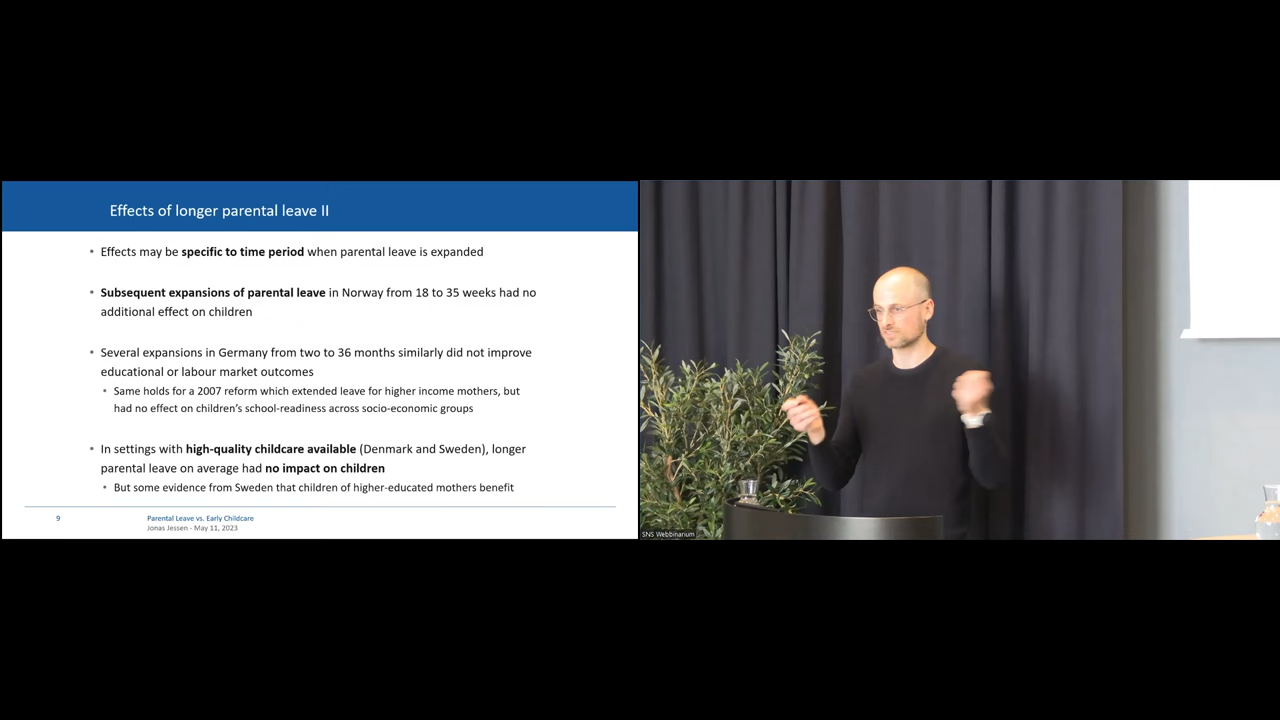 Effects of longer parental leave II
• Effects may be specific to time period when parental leave is expanded
• Subsequent expansions of parental leave in Norway from 18 to 35 weeks had no
additional effect on children
• Several expansions in Germany from two to 36 months similarly did not improve
educational or labour market outcomes
• Same holds for a 2007 reform which extended leave for higher income mothers, but
had no effect on children's school-readiness across socio-economic groups
• In settings with high-quality childcare available (Denmark and Sweden), longer
parental leave on average had no impact on children
• But some evidence from Sweden that children of higher-educated mothers benefit
9
Parental Leave vs. Early Childcare
Jonas Jessen - May 11, 2023
SNS Webbinarium